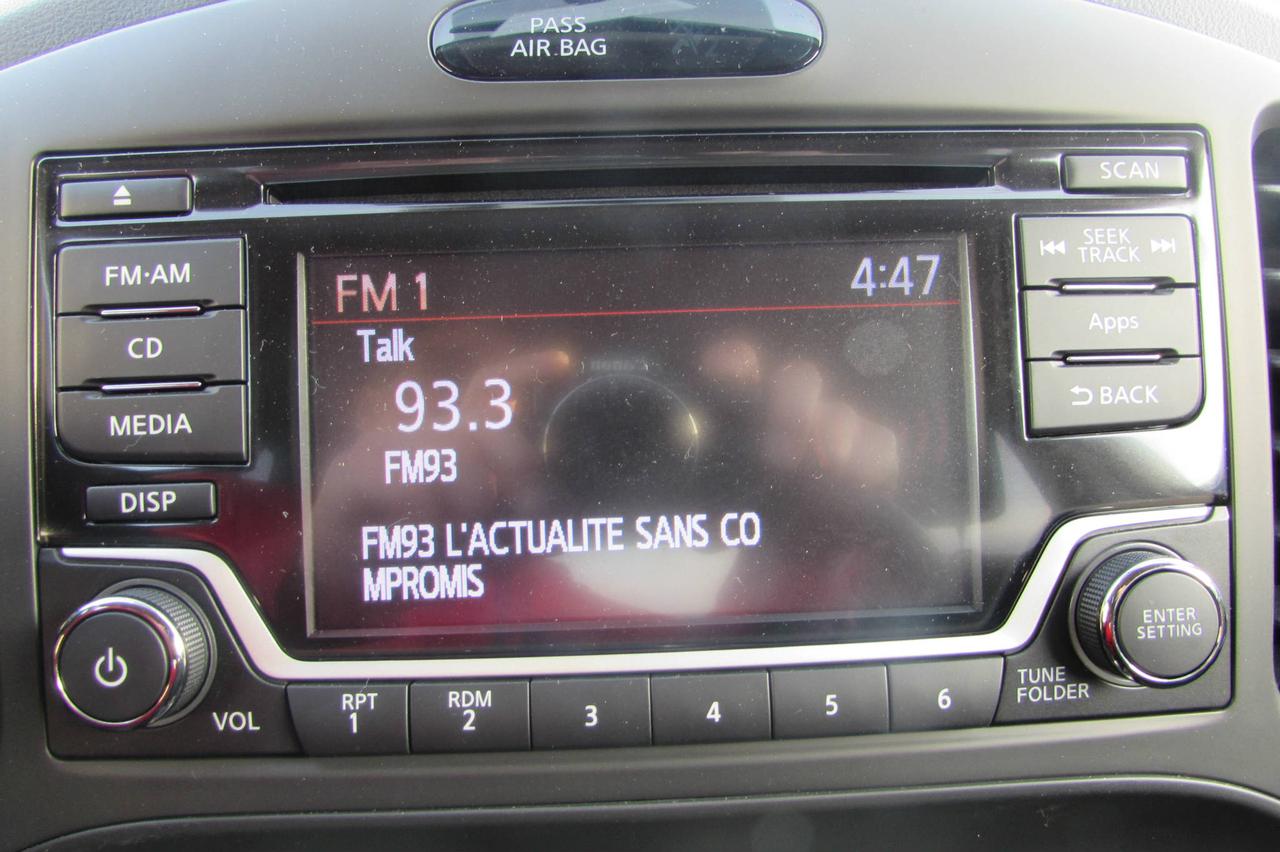 PASS
AIR BAG
SCAN
FM·AM
CD
MEDIA
DISP
SEEK
TRACK
Apps
BACK
FM 1
4:47
Talk
93.3
FM93
FM93 L'ACTUALITE SANS CO
MPROMIS
VOL
RPT
1
RDM
2
3
4
5
6
TUNE
FOLDER
ENTER
SETTING